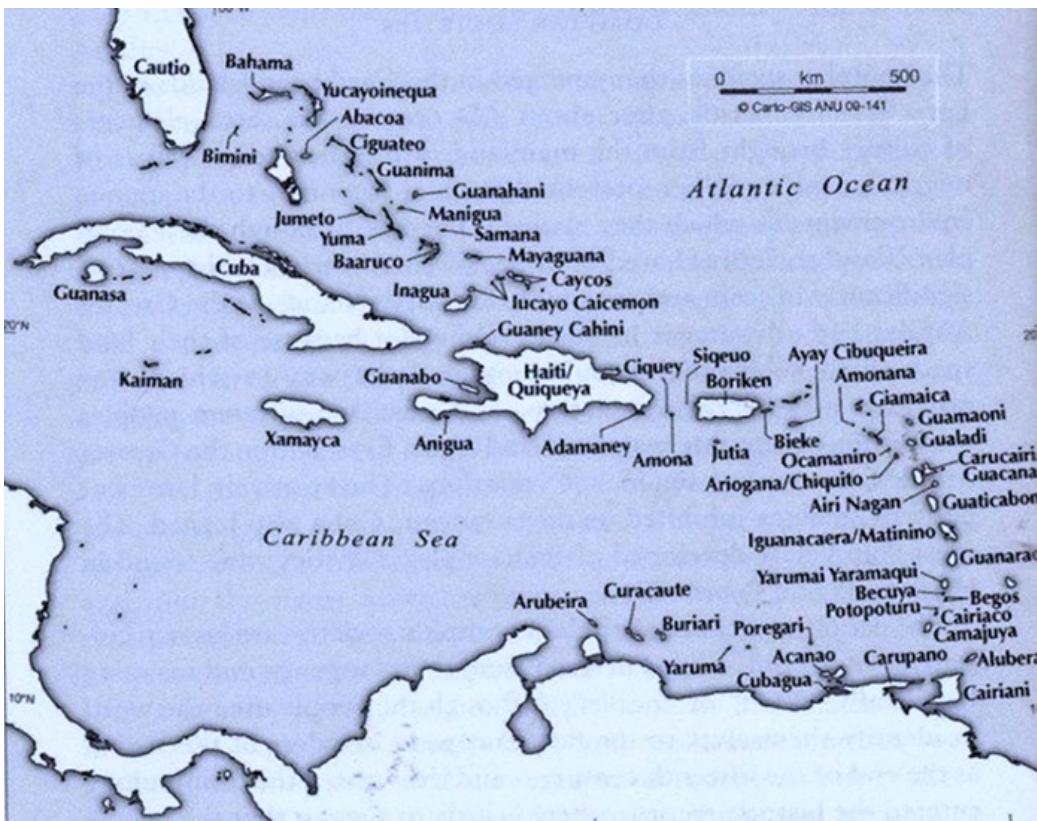 Cautio
Bahama
Yucayoinequa
Abacoa
Bimini
Ciguateo
Guanima
Guanahani
Jumeto
Manigua
Yuma
Samana
Baaruco
Mayaguana
Caycos
Inagua
Iucayo Caicemon
0 km 500
© Carto-GIS ANU 09-141
Atlantic Ocean
Cuba
Guanasa
20°N
Guaney Cahini
Kaiman
Guanabo
Haiti/
Quiqueya
Ciquey
Siqeuo
Boriken
Ayay Cibuqueira
Amonana
Giamaica
Guamaoni
Gualadi
Xamayca
Anigua
Adamaney
Amona
Jutia
Bieke
Ocamaniro
Ariogana/Chiquito
Carucairi
Guacana
Airi Nagan
Guaticabon
Caribbean Sea
Iguanacaera/Matinino
Guanarao
Yarumai Yaramaqui
Becuya
Begos
Potopoturu
Cairiaco
Camajuya
Arubeira
Curacaute
Buriari
Poregari
Yaruma
Acanao
Carupano
Alubera
Cubagua
Cairiani
10°N